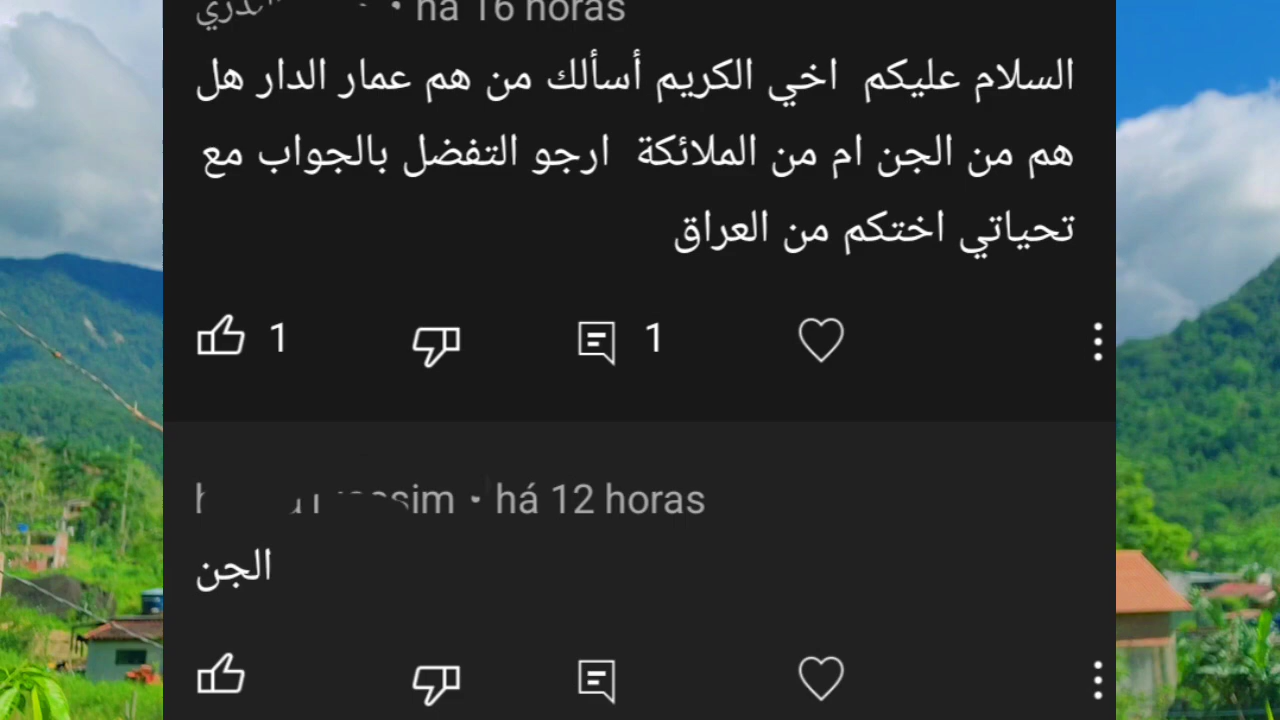 • há 16 horas
السلام عليكم اخي الكريم أسألك من هم عمار الدار هل
هم من الجن ام من الملائكة ارجو التفضل بالجواب مع
تحياتي اختكم من العراق
1 1
• há 12 horas
الجن